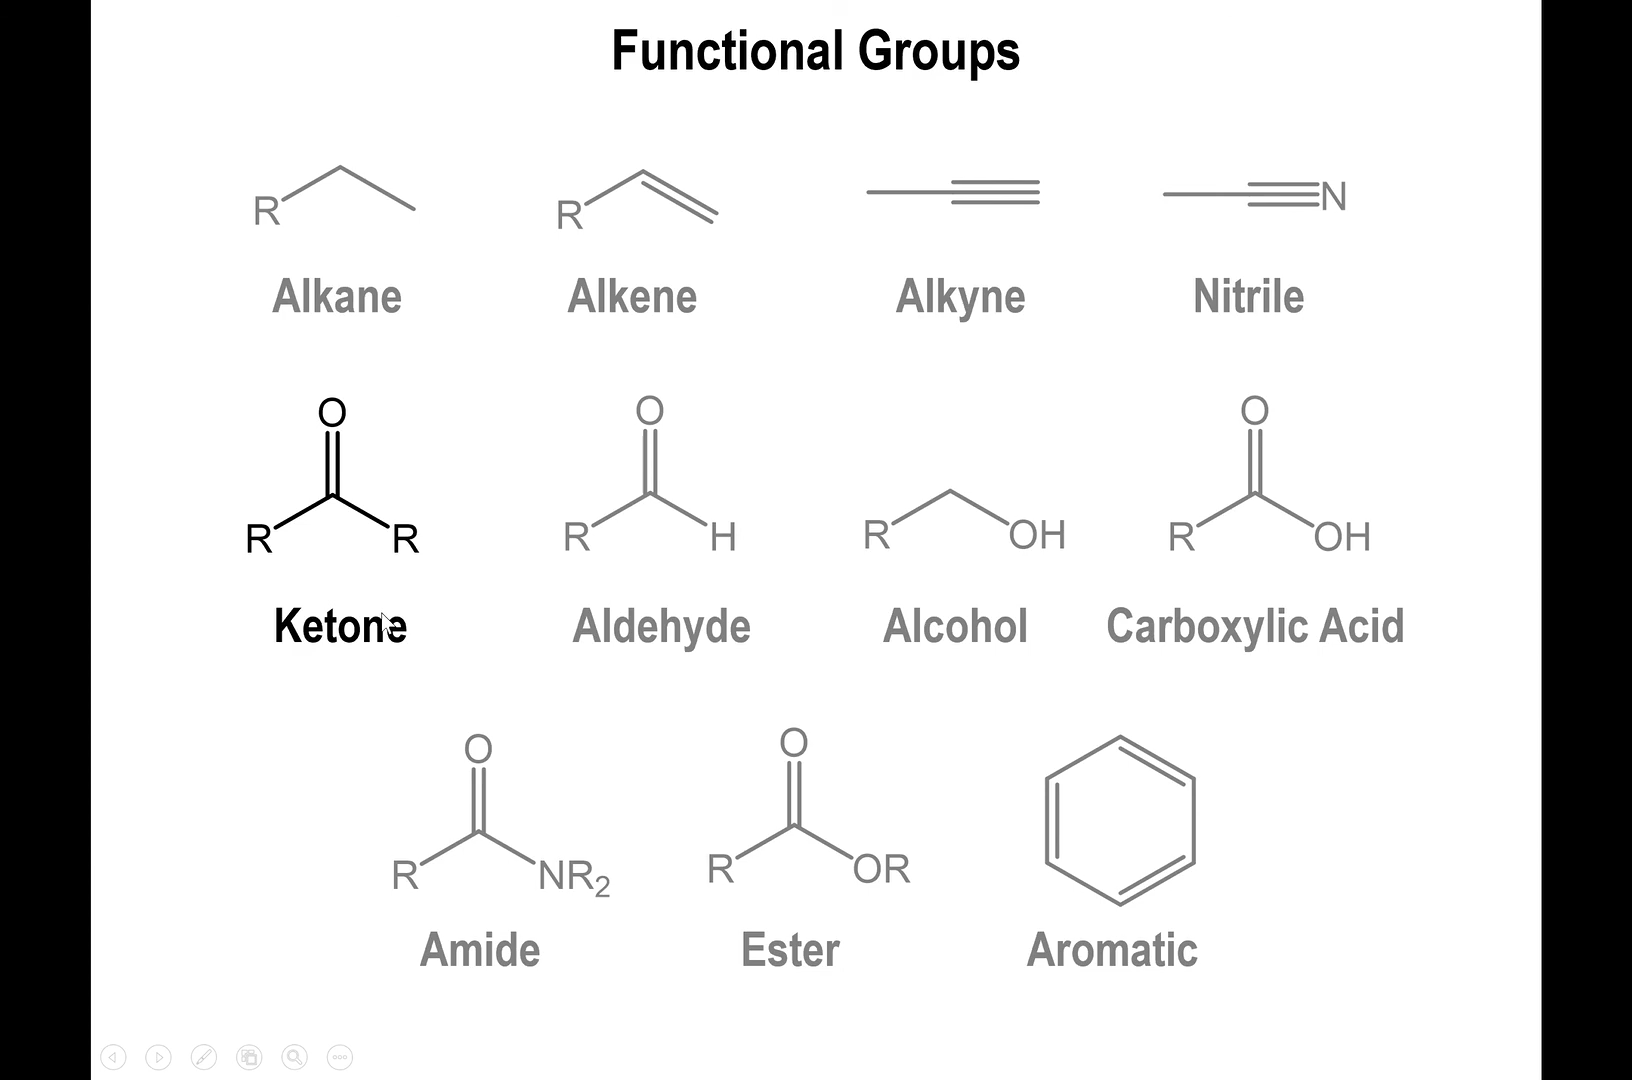 Functional Groups
R
R
N
Alkane
Alkene
Alkyne
Nitrile
O
R
R
O
R
H
R
OH
O
R
OH
Ketone
Aldehyde
Alcohol
Carboxylic Acid
O
R
NR2
O
R
OR
Amide
Ester
Aromatic